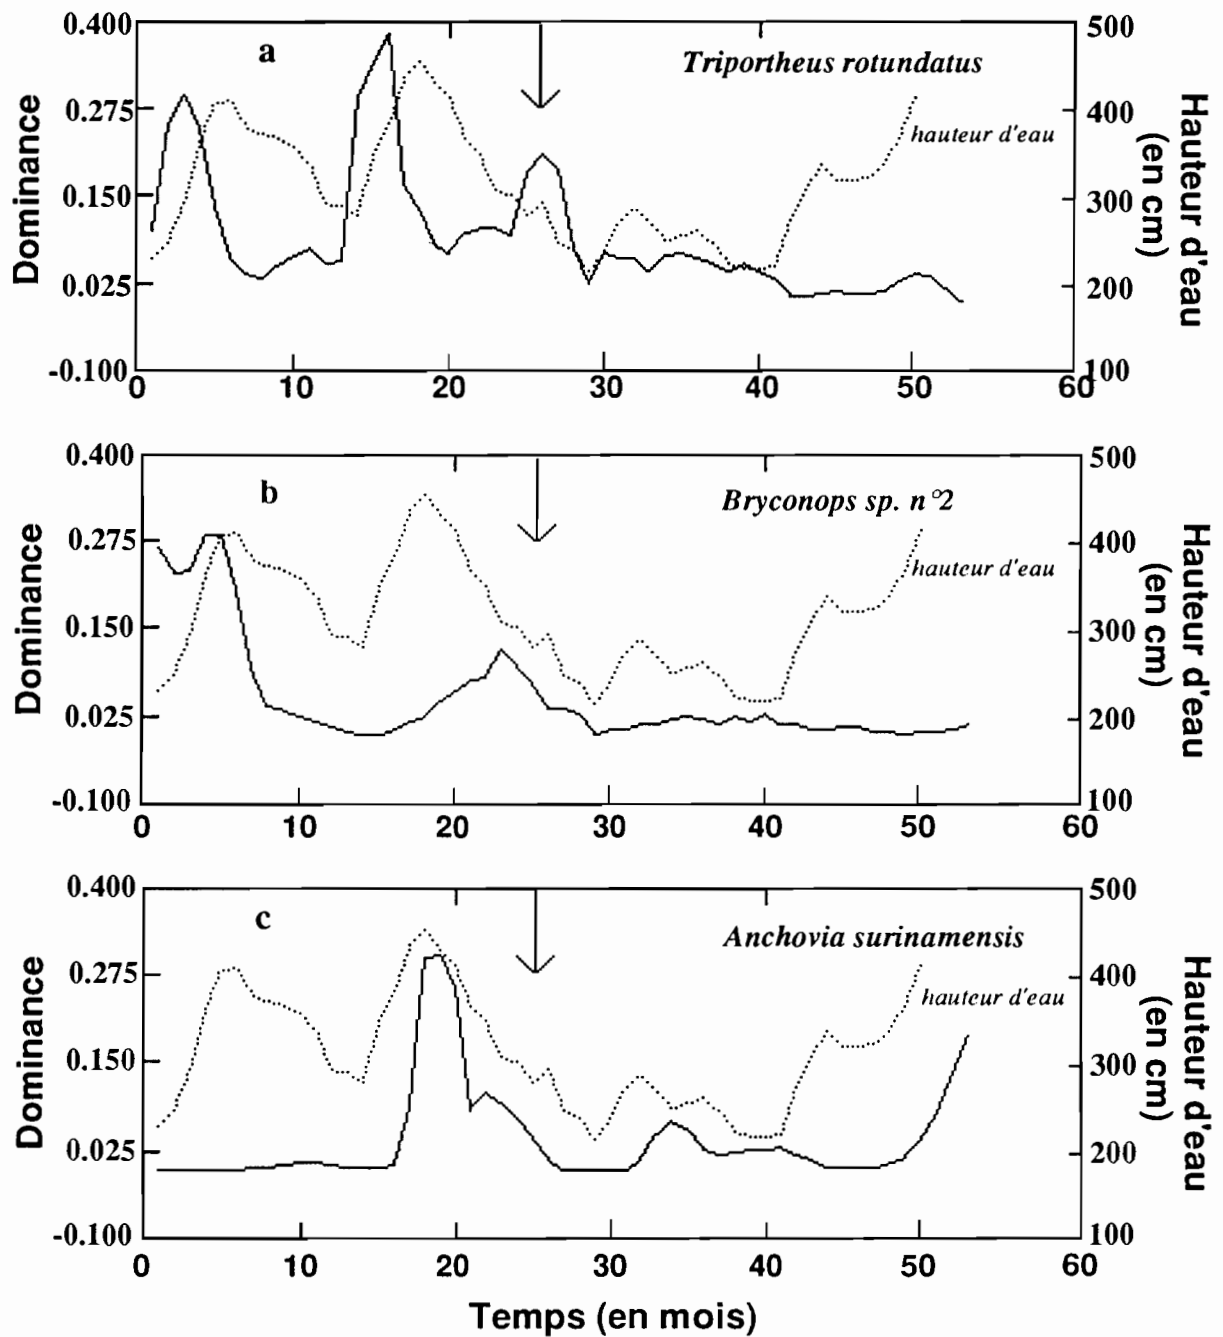 a
Triportheus rotundatus
hauteur d'eau
Dominance
0.400
0.275
0.150
0.025
-0.100
500
400
300
200
100
Hauteur d'eau
(en cm)
0 10 20 30 40 50 60
b
Bryconops sp. n°2
hauteur d'eau
Dominance
0.400
0.275
0.150
0.025
-0.100
500
400
300
200
100
Hauteur d'eau
(en cm)
0 10 20 30 40 50 60
c
Anchovia surinamensis
hauteur d'eau
Dominance
0.400
0.275
0.150
0.025
-0.100
500
400
300
200
100
Hauteur d'eau
(en cm)
0 10 20 30 40 50 60
Temps (en mois)